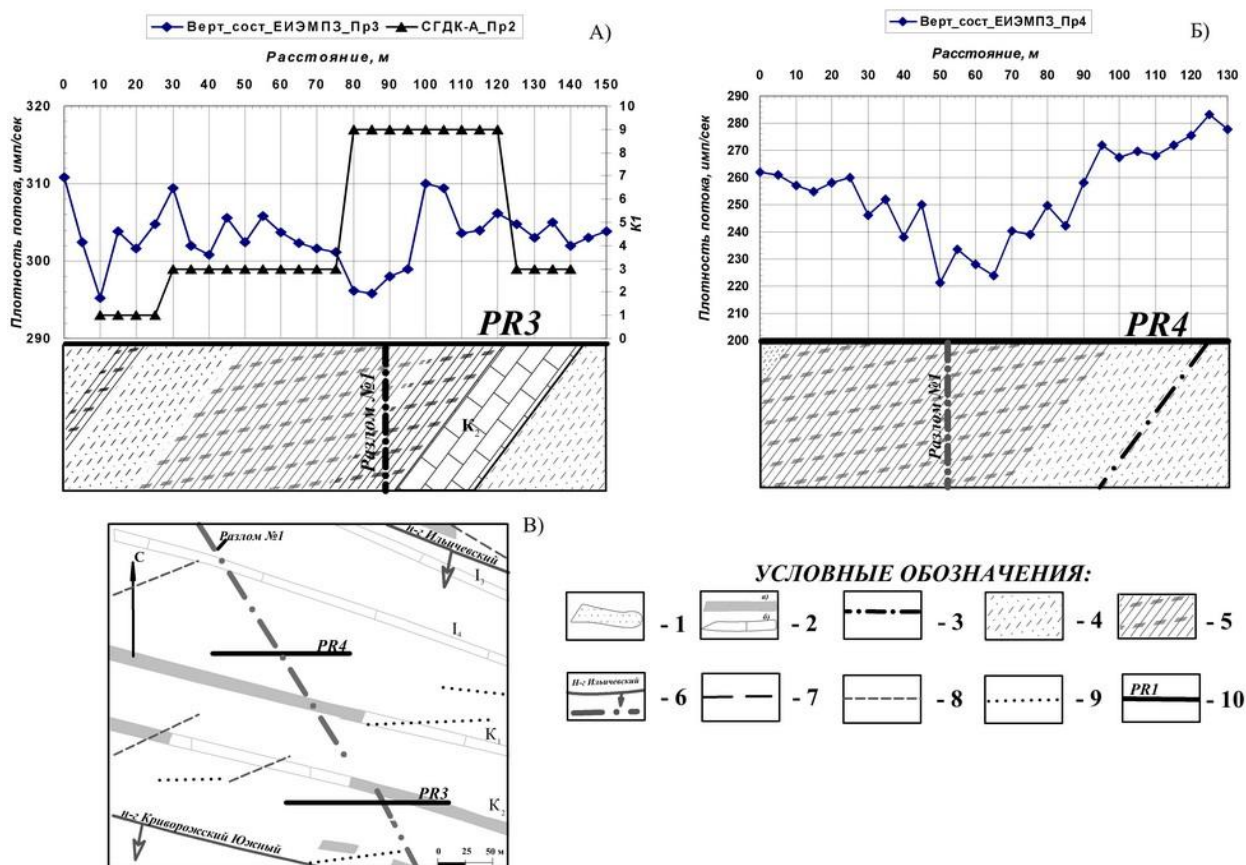 Верт_сост_ЕИЭМПЗ_Пр3 СГДК-А_Пр2
А)
Расстояние, м
0 10 20 30 40 50 60 70 80 90 100 110 120 130 140 150
Плотность потока, имп/сек
320
310
300
290
10
9
8
7
6
5
4
3
2
1
0
К1
PR3
Разлом №1
К2
Верт_сост_ЕИЭМПЗ_Пр4
Б)
Расстояние, м
0 10 20 30 40 50 60 70 80 90 100 110 120 130
Плотность потока, имп/сек
290
280
270
260
250
240
230
220
210
200
PR4
Разлом №1
В)
Разлом №1
н-г Ильичевский
С
I4
PR4
К1
PR3
К2
н-г Криворожский Южный
0 25 50 м
УСЛОВНЫЕ ОБОЗНАЧЕНИЯ:
- 1
а)
б)
- 2
- 3
- 4
- 5
Н-г Ильичевский
- 6
- 7
- 8
- 9
PR1
- 10